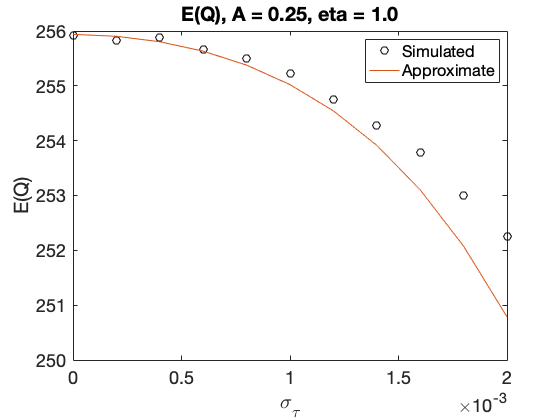 E(Q), A = 0.25, eta = 1.0
256
255
254
253
252
251
250
E(Q)
Simulated
Approximate
0
0.5
1
1.5
2
×10⁻³
σ_τ